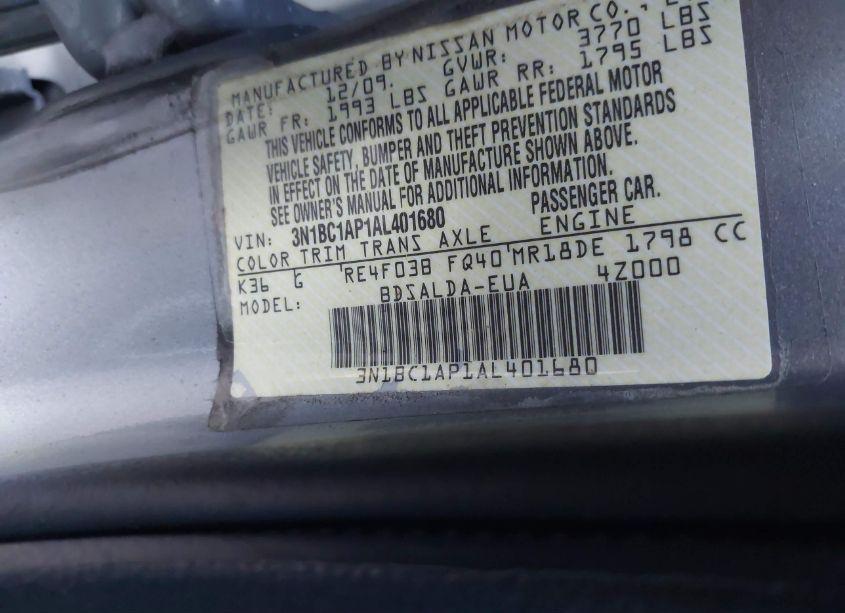 MANUFACTURED BY NISSAN MOTOR CO.,
DATE: 12/09. GVWR: 3770 LBS
GAWR FR: 1993 LBS GAWR RR: 1795 LBS
THIS VEHICLE CONFORMS TO ALL APPLICABLE FEDERAL MOTOR
VEHICLE SAFETY, BUMPER AND THEFT PREVENTION STANDARDS
IN EFFECT ON THE DATE OF MANUFACTURE SHOWN ABOVE.
SEE OWNER'S MANUAL FOR ADDITIONAL INFORMATION.
VIN: 3N1BC1AP1AL401680 PASSENGER CAR.
COLOR TRIM TRANS AXLE ENGINE
K36 G RE4F03B FQ40 MR18DE 1798 CC
MODEL: BDSALDA-EUA 4Z000
3N1BC1AP1AL401680